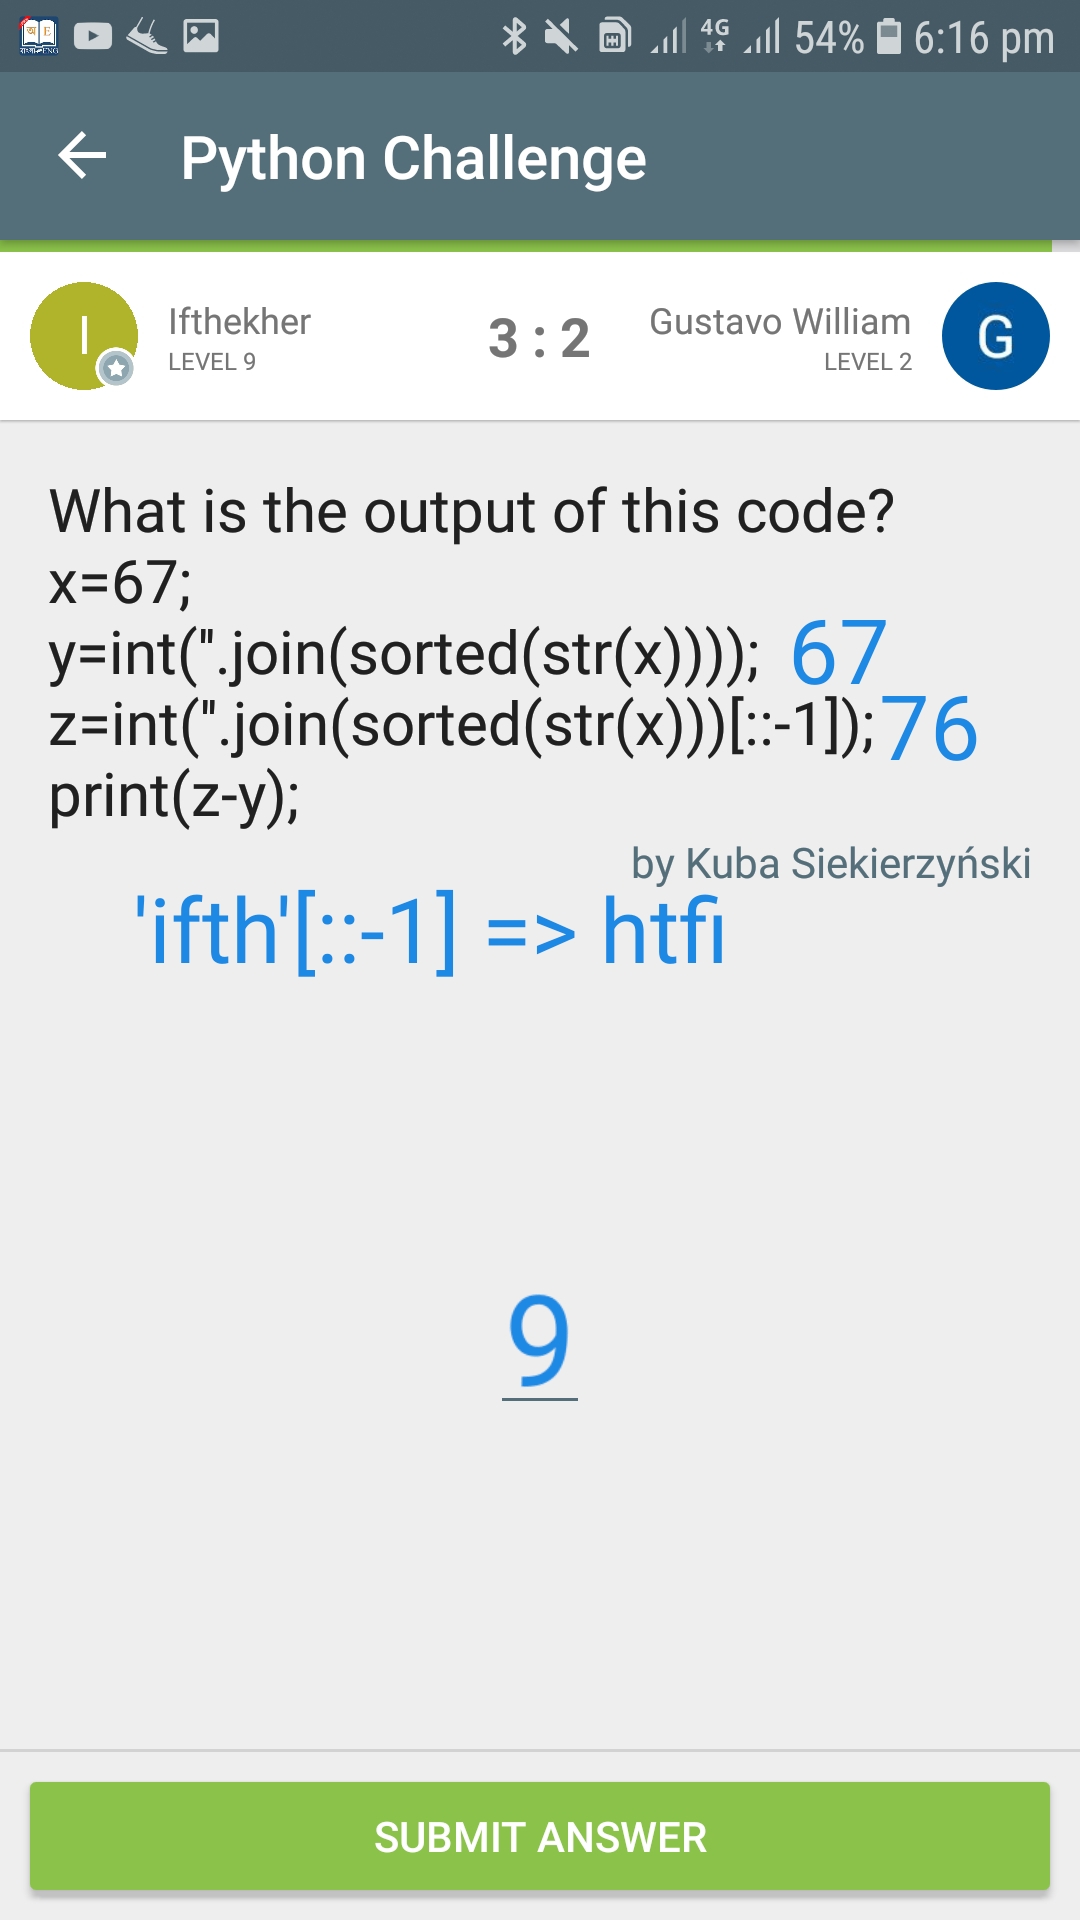 4G 54% 6:16 pm
Python Challenge
I Ifthekher 3 : 2 Gustavo William G
LEVEL 9 LEVEL 2
What is the output of this code?
x=67;
y=int(''.join(sorted(str(x)))); 67
z=int(''.join(sorted(str(x)))[::-1]); 76
print(z-y);
by Kuba Siekierzyński
'ifth'[::-1] => htfi
9
SUBMIT ANSWER